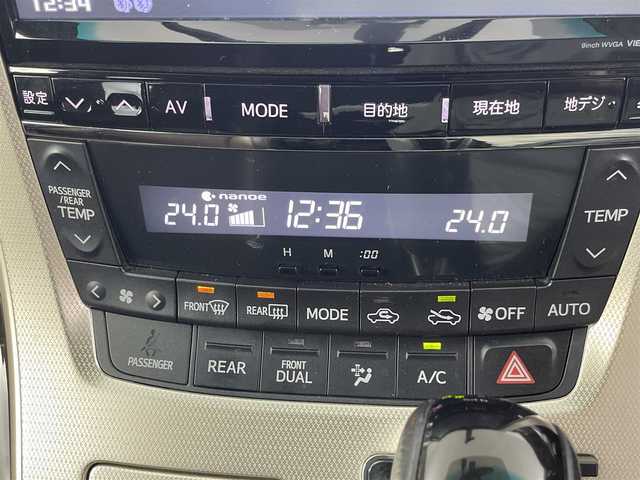 12:34
9inch WVGA VIE
設定 AV MODE 目的地 現在地 地デジ
nanoe
24.0 12:36 24.0
PASSENGER
/REAR
TEMP
TEMP
H M :00
FRONT REAR MODE OFF AUTO
PASSENGER REAR FRONT
DUAL A/C